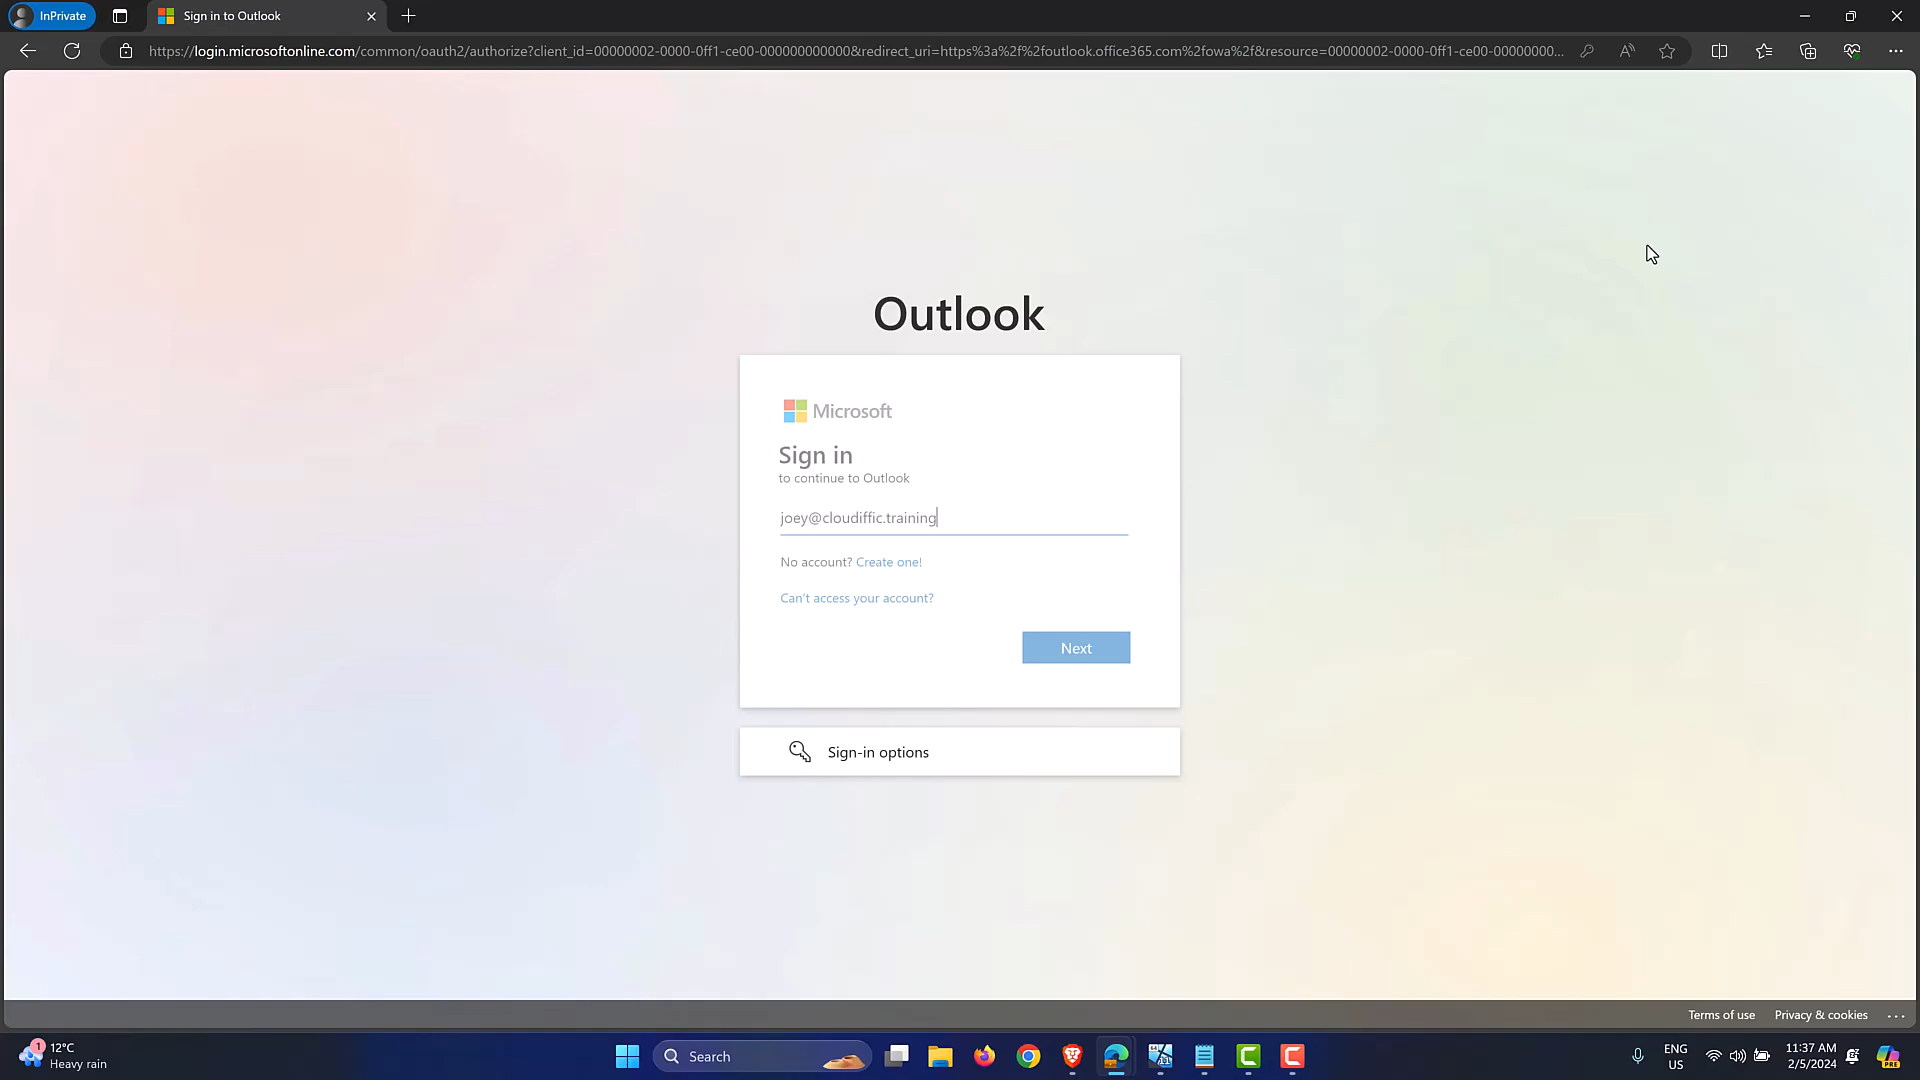 InPrivate
Sign in to Outlook
https://login.microsoftonline.com/common/oauth2/authorize?client_id=00000002-0000-0ff1-ce00-000000000000&redirect_uri=https%3a%2f%2foutlook.office365.com%2fowa%2f&resource=00000002-0000-0ff1-ce00-00000000...
Outlook
Microsoft
Sign in
to continue to Outlook
joey@cloudiffic.training
No account? Create one!
Can't access your account?
Next
Sign-in options
Terms of use Privacy & cookies ...
1 12°C
Heavy rain
Search
ENG
US
11:37 AM
2/5/2024
PRE